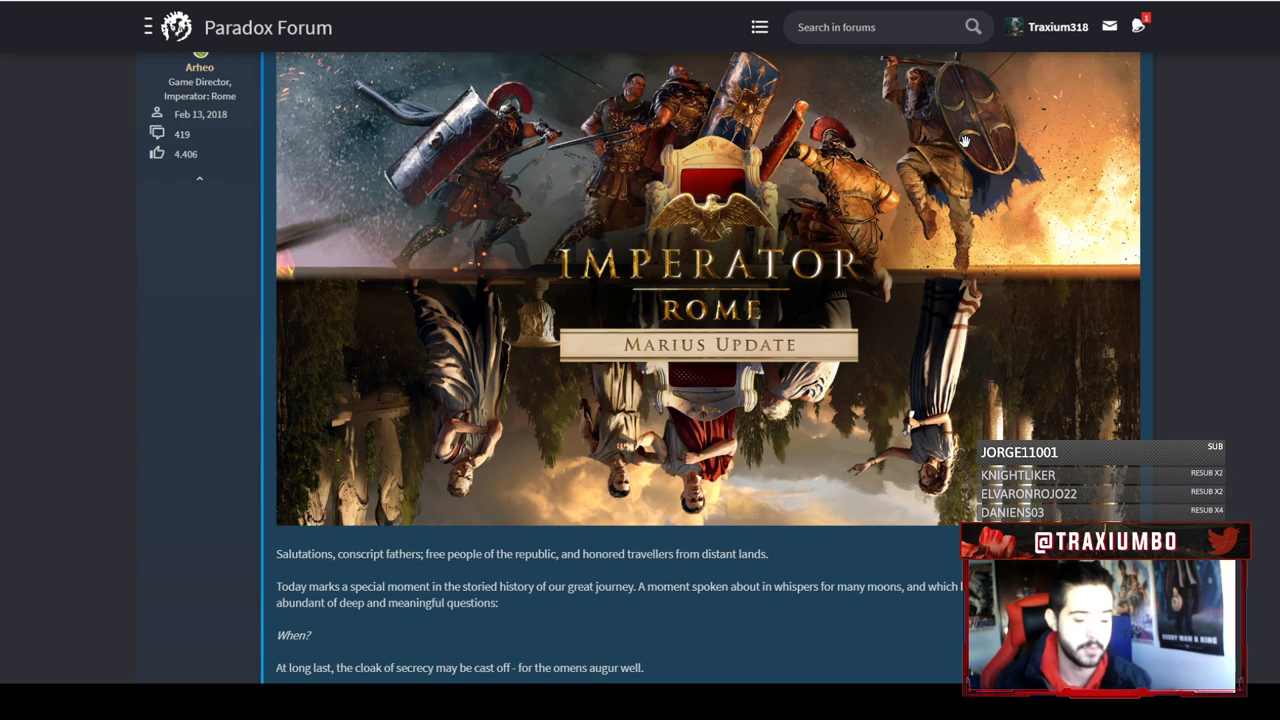 Paradox Forum
Search in forums
Traxium318
1
Arheo
Game Director,
Imperator: Rome
Feb 13, 2018
419
4.406
IMPERATOR
ROME
MARIUS UPDATE
Salutations, conscript fathers; free people of the republic, and honored travellers from distant lands.
Today marks a special moment in the storied history of our great journey. A moment spoken about in whispers for many moons, and which
abundant of deep and meaningful questions:
When?
At long last, the cloak of secrecy may be cast off - for the omens augur well.
JORGE11001 SUB
KNIGHTLIKER RESUB X2
ELVARONROJO22 RESUB X2
DANIENS03 RESUB X4
@TRAXIUMBO
EVERY MAN A KING